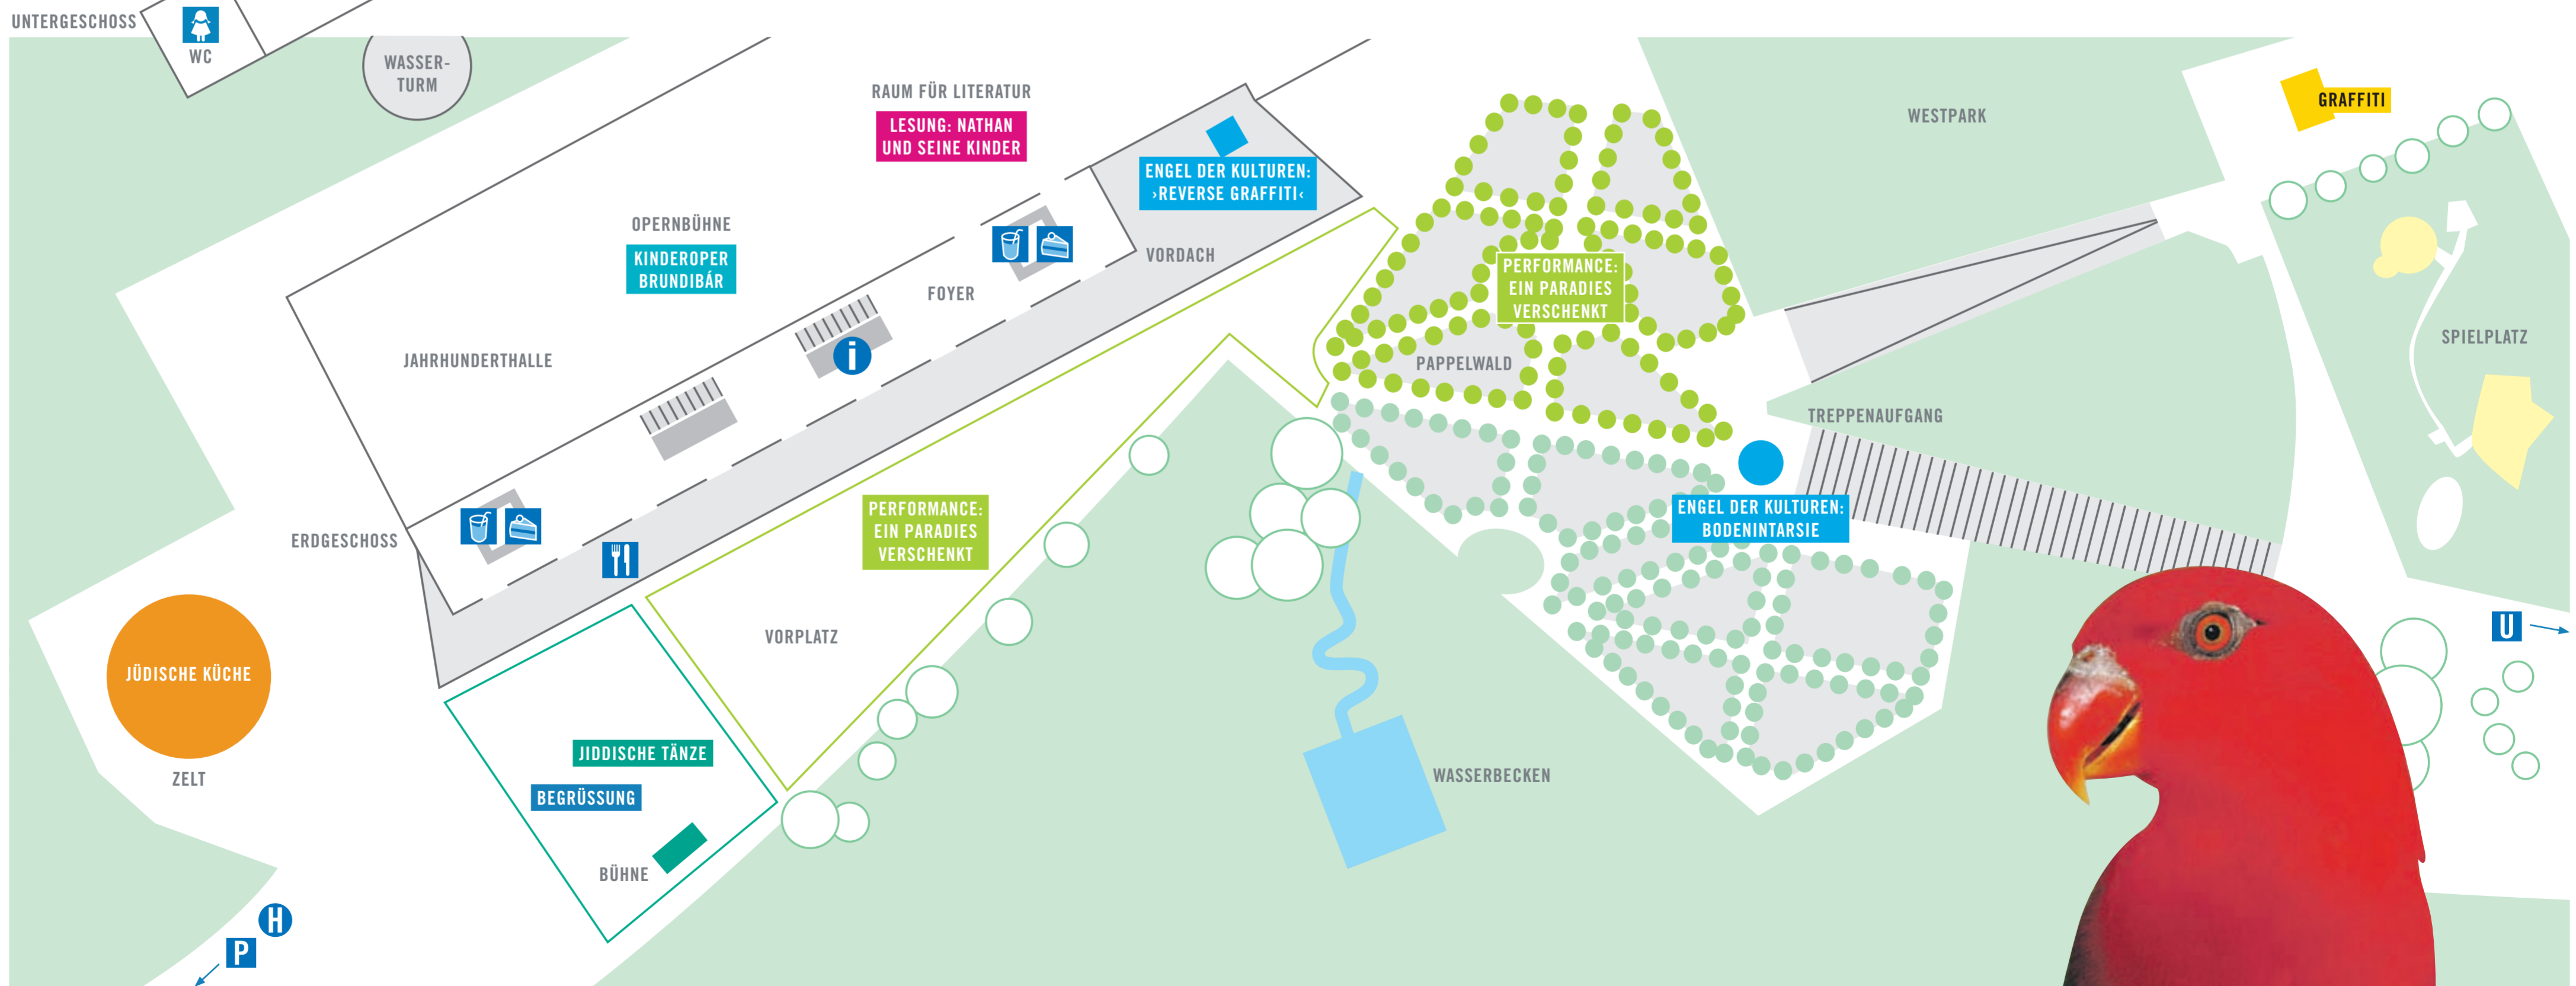 UNTERGESCHOSS
WC
WASSER-
TURM
RAUM FÜR LITERATUR
LESUNG: NATHAN
UND SEINE KINDER
ENGEL DER KULTUREN:
›REVERSE GRAFFITI‹
WESTPARK
GRAFFITI
OPERNBÜHNE
KINDEROPER
BRUNDIBÁR
VORDACH
FOYER
PERFORMANCE:
EIN PARADIES
VERSCHENKT
JAHRHUNDERTHALLE
i
PAPPELWALD
SPIELPLATZ
TREPPENAUFGANG
ERDGESCHOSS
PERFORMANCE:
EIN PARADIES
VERSCHENKT
ENGEL DER KULTUREN:
BODENINTARSIE
VORPLATZ
U
JÜDISCHE KÜCHE
ZELT
JIDDISCHE TÄNZE
BEGRÜSSUNG
WASSERBECKEN
BÜHNE
H
P